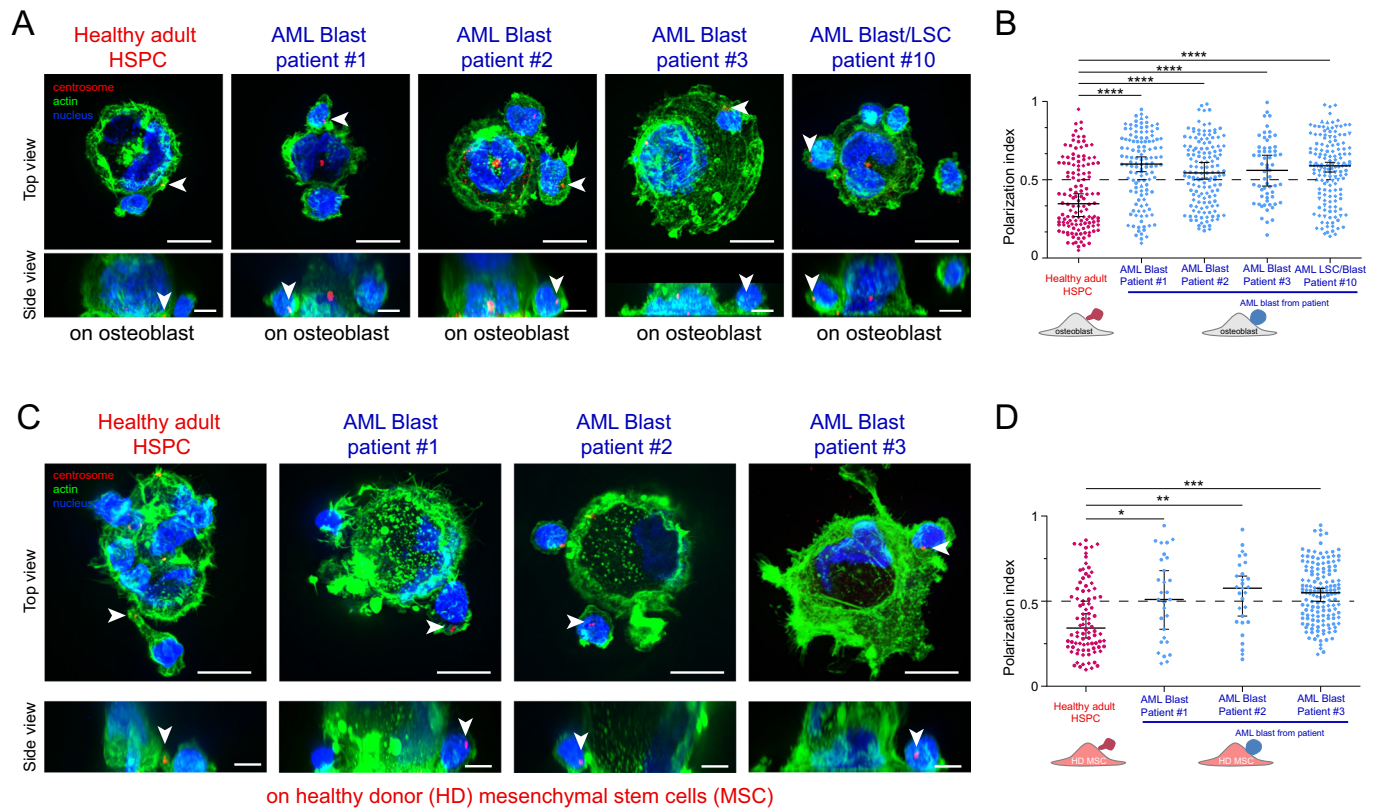 A
Healthy adult
HSPC
AML Blast
patient #1
AML Blast
patient #2
AML Blast
patient #3
AML Blast/LSC
patient #10
centrosome
actin
nucleus
Top view
Side view
on osteoblast
on osteoblast
on osteoblast
on osteoblast
on osteoblast
B
****
****
****
****
Polarization index
1
0.5
0
Healthy adult
HSPC
AML Blast
Patient #1
AML Blast
Patient #2
AML Blast
Patient #3
AML LSC/Blast
Patient #10
AML blast from patient
osteoblast
osteoblast
C
Healthy adult
HSPC
AML Blast
patient #1
AML Blast
patient #2
AML Blast
patient #3
centrosome
actin
nucleus
Top view
Side view
on healthy donor (HD) mesenchymal stem cells (MSC)
D
***
**
*
Polarization index
1
0.5
0
Healthy adult
HSPC
AML Blast
Patient #1
AML Blast
Patient #2
AML Blast
Patient #3
AML blast from patient
HD MSC
HD MSC